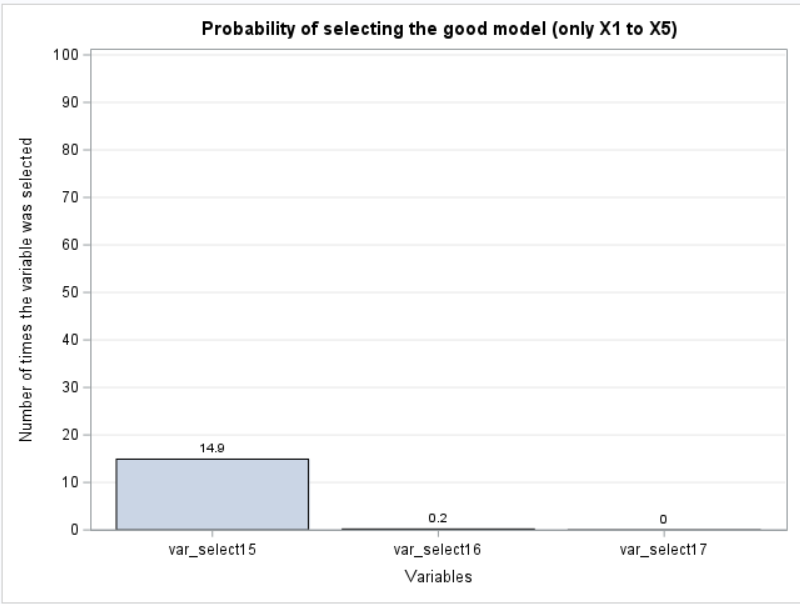 Probability of selecting the good model (only X1 to X5)
Number of times the variable was selected
100
90
80
70
60
50
40
30
20
10
0
14.9
0.2
0
var_select15
var_select16
var_select17
Variables